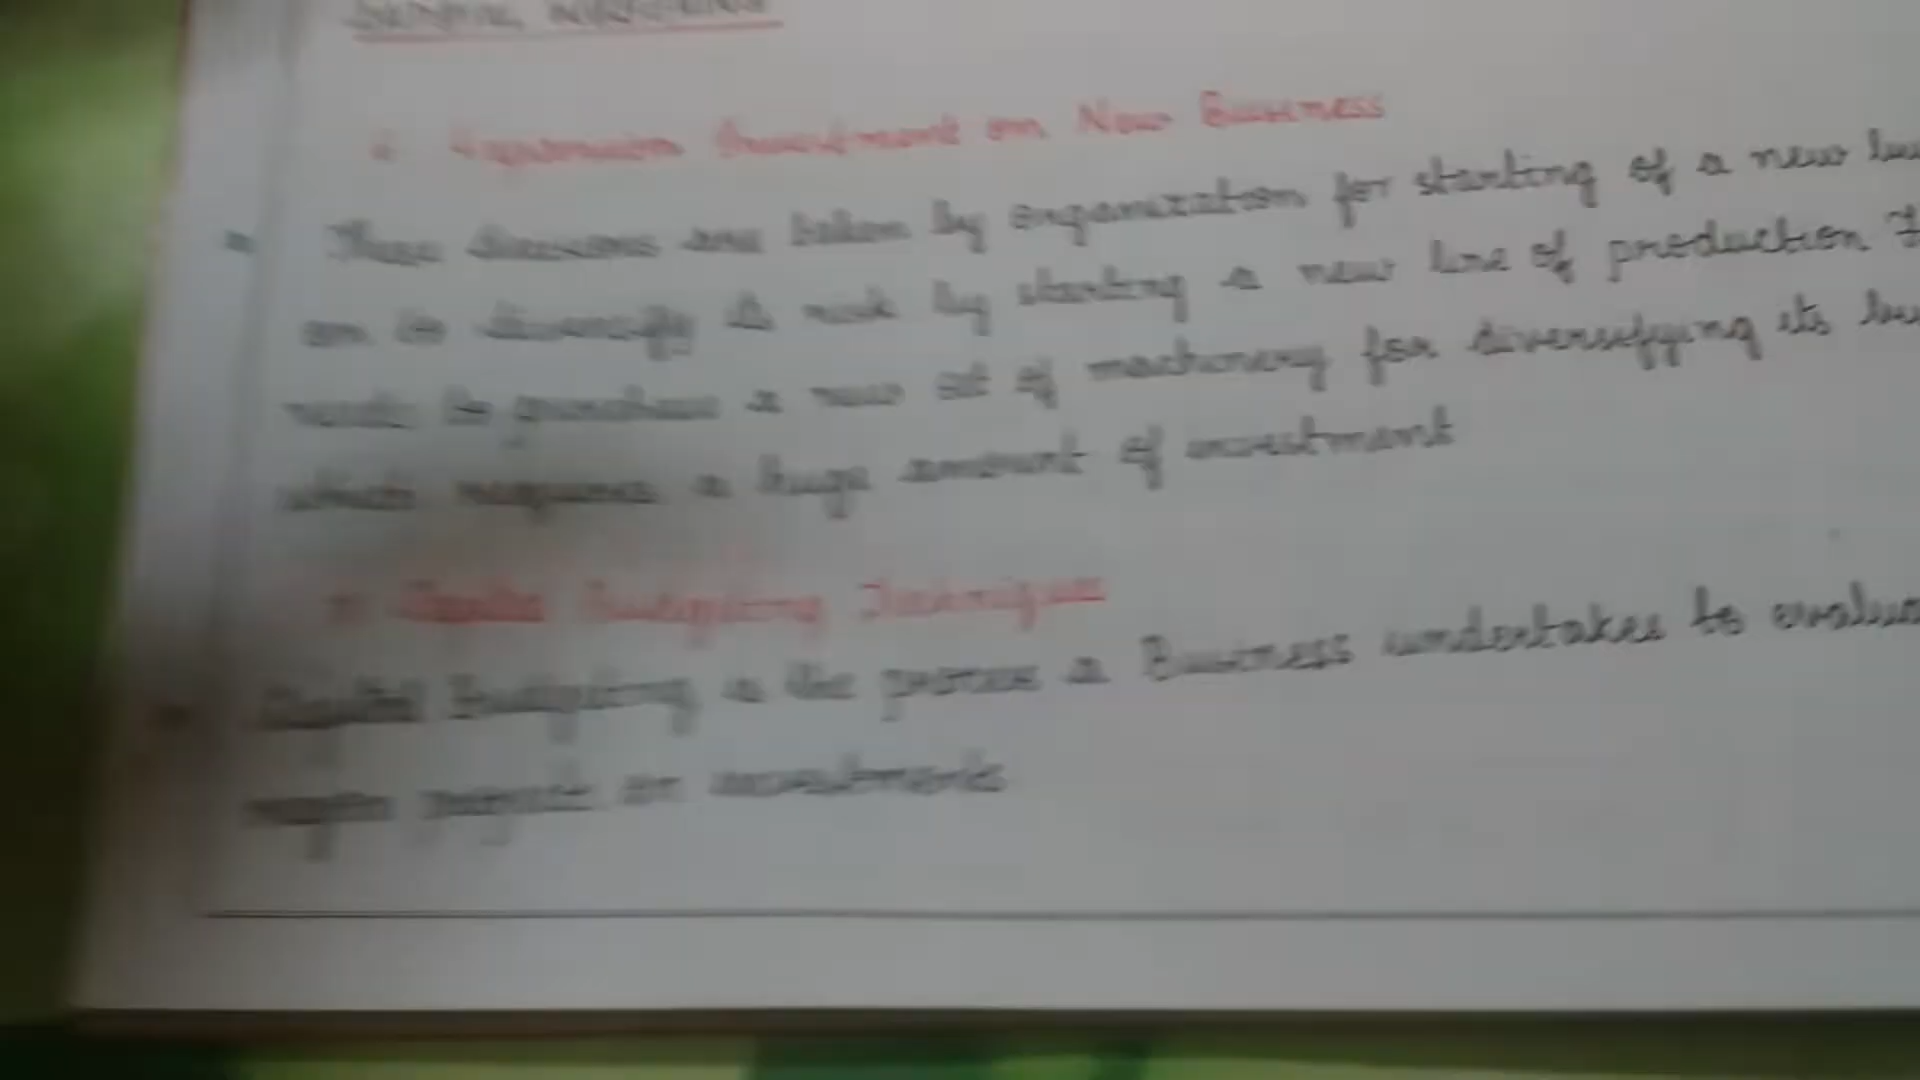 Expansion Investment on New Business
These decisions are taken by organization for starting of a new
on to diversify its risk by starting a new line of production
needs to purchase a new set of machinery for diversifying its
which requires a huge amount of investment
Capital Budgeting Techniques
Capital Budgeting is the process a Business undertakes to
major project or investments